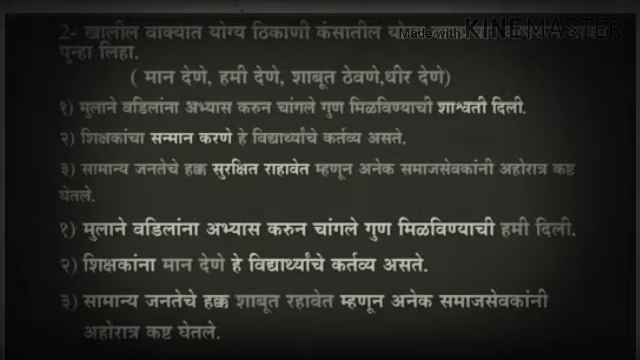 2- खालील वाक्यात योग्य ठिकाणी कंसातील योग्य
Made with KINEMASTER
पुन्हा लिहा.
( मान देणे, हमी देणे, शाबूत ठेवणे,धीर देणे)
१) मुलाने वडिलांना अभ्यास करुन चांगले गुण मिळविण्याची शाश्वती दिली.
२) शिक्षकांचा सन्मान करणे हे विद्यार्थ्यांचे कर्तव्य असते.
३) सामान्य जनतेचे हक्क सुरक्षित राहावेत म्हणून अनेक समाजसेवकांनी अहोरात्र कष्ट
घेतले.
१) मुलाने वडिलांना अभ्यास करुन चांगले गुण मिळविण्याची हमी दिली.
२) शिक्षकांना मान देणे हे विद्यार्थ्यांचे कर्तव्य असते.
३) सामान्य जनतेचे हक्क शाबूत रहावेत म्हणून अनेक समाजसेवकांनी
अहोरात्र कष्ट घेतले.